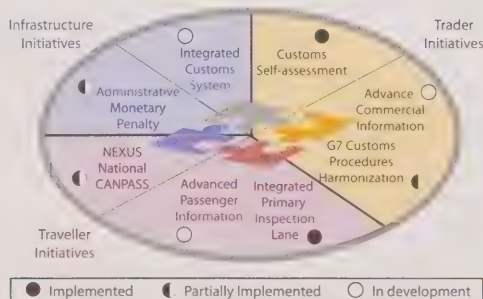 Infrastructure
Initiatives
Integrated
Customs
System
Administrative
Monetary
Penalty
Customs
Self-assessment
Trader
Initiatives
Advance
Commercial
Information
G7 Customs
Procedures
Harmonization
NEXUS
National
CANPASS
Advanced
Passenger
Information
Integrated
Primary
Inspection
Lane
Traveller
Initiatives
Implemented
Partially Implemented
In development